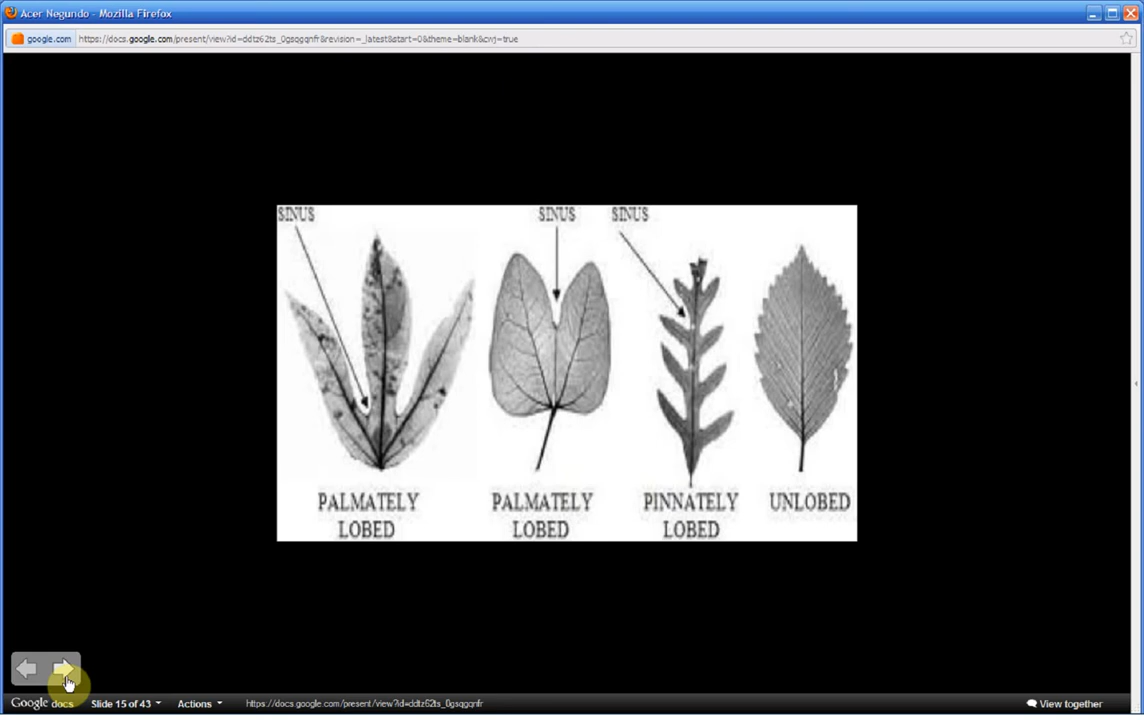 Acer Negundo - Mozilla Firefox
google.com https://docs.google.com/present/view?id=ddtz62ts_0gsqgqnfr&revision=_latest&start=0&theme=blank&cwj=true
SINUS SINUS SINUS
PALMATELY LOBED
PALMATELY LOBED
PINNATELY LOBED
UNLOBED
Google docs Slide 15 of 43 Actions https://docs.google.com/present/view?id=ddtz62ts_0gsqgqnfr View together